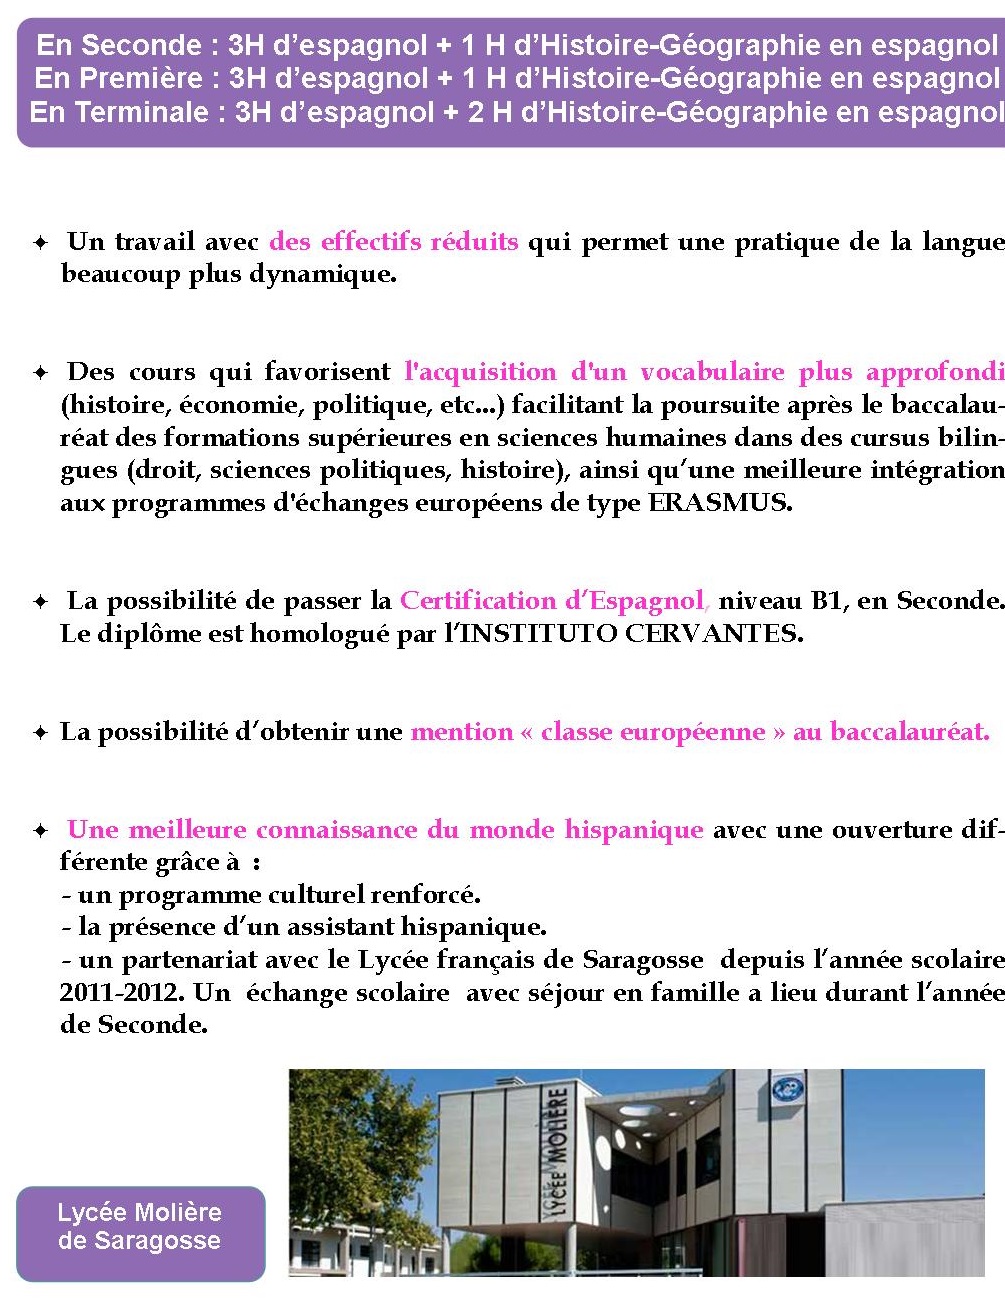 En Seconde : 3H d’espagnol + 1 H d’Histoire-Géographie en espagnol
En Première : 3H d’espagnol + 1 H d’Histoire-Géographie en espagnol
En Terminale : 3H d’espagnol + 2 H d’Histoire-Géographie en espagnol
✦ Un travail avec des effectifs réduits qui permet une pratique de la langue
beaucoup plus dynamique.
✦ Des cours qui favorisent l'acquisition d'un vocabulaire plus approfondi
(histoire, économie, politique, etc...) facilitant la poursuite après le baccalau-
réat des formations supérieures en sciences humaines dans des cursus bilin-
gues (droit, sciences politiques, histoire), ainsi qu’une meilleure intégration
aux programmes d'échanges européens de type ERASMUS.
✦ La possibilité de passer la Certification d’Espagnol, niveau B1, en Seconde.
Le diplôme est homologué par l’INSTITUTO CERVANTES.
✦ La possibilité d’obtenir une mention « classe européenne » au baccalauréat.
✦ Une meilleure connaissance du monde hispanique avec une ouverture dif-
férente grâce à :
- un programme culturel renforcé.
- la présence d’un assistant hispanique.
- un partenariat avec le Lycée français de Saragosse depuis l’année scolaire
2011-2012. Un échange scolaire avec séjour en famille a lieu durant l’année
de Seconde.
LYCÉE MOLIÈRE
Lycée Molière
de Saragosse